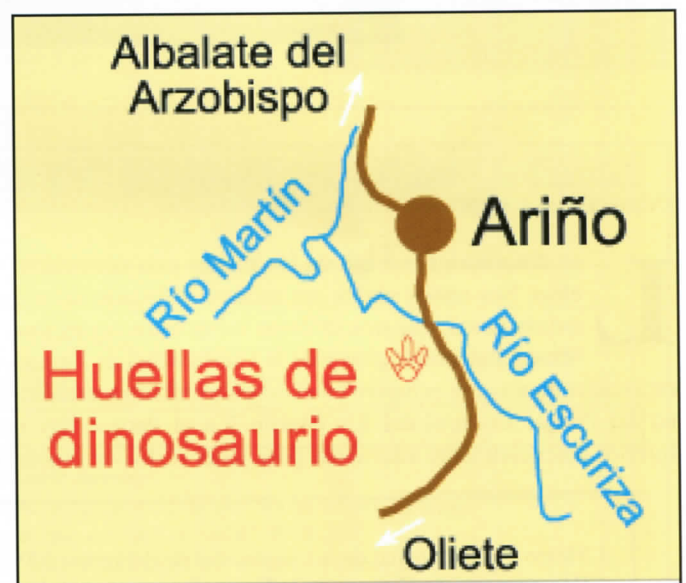 Albalate del
Arzobispo
Ariño
Río Martín
Huellas de
dinosaurio
Río Escuriza
Oliete